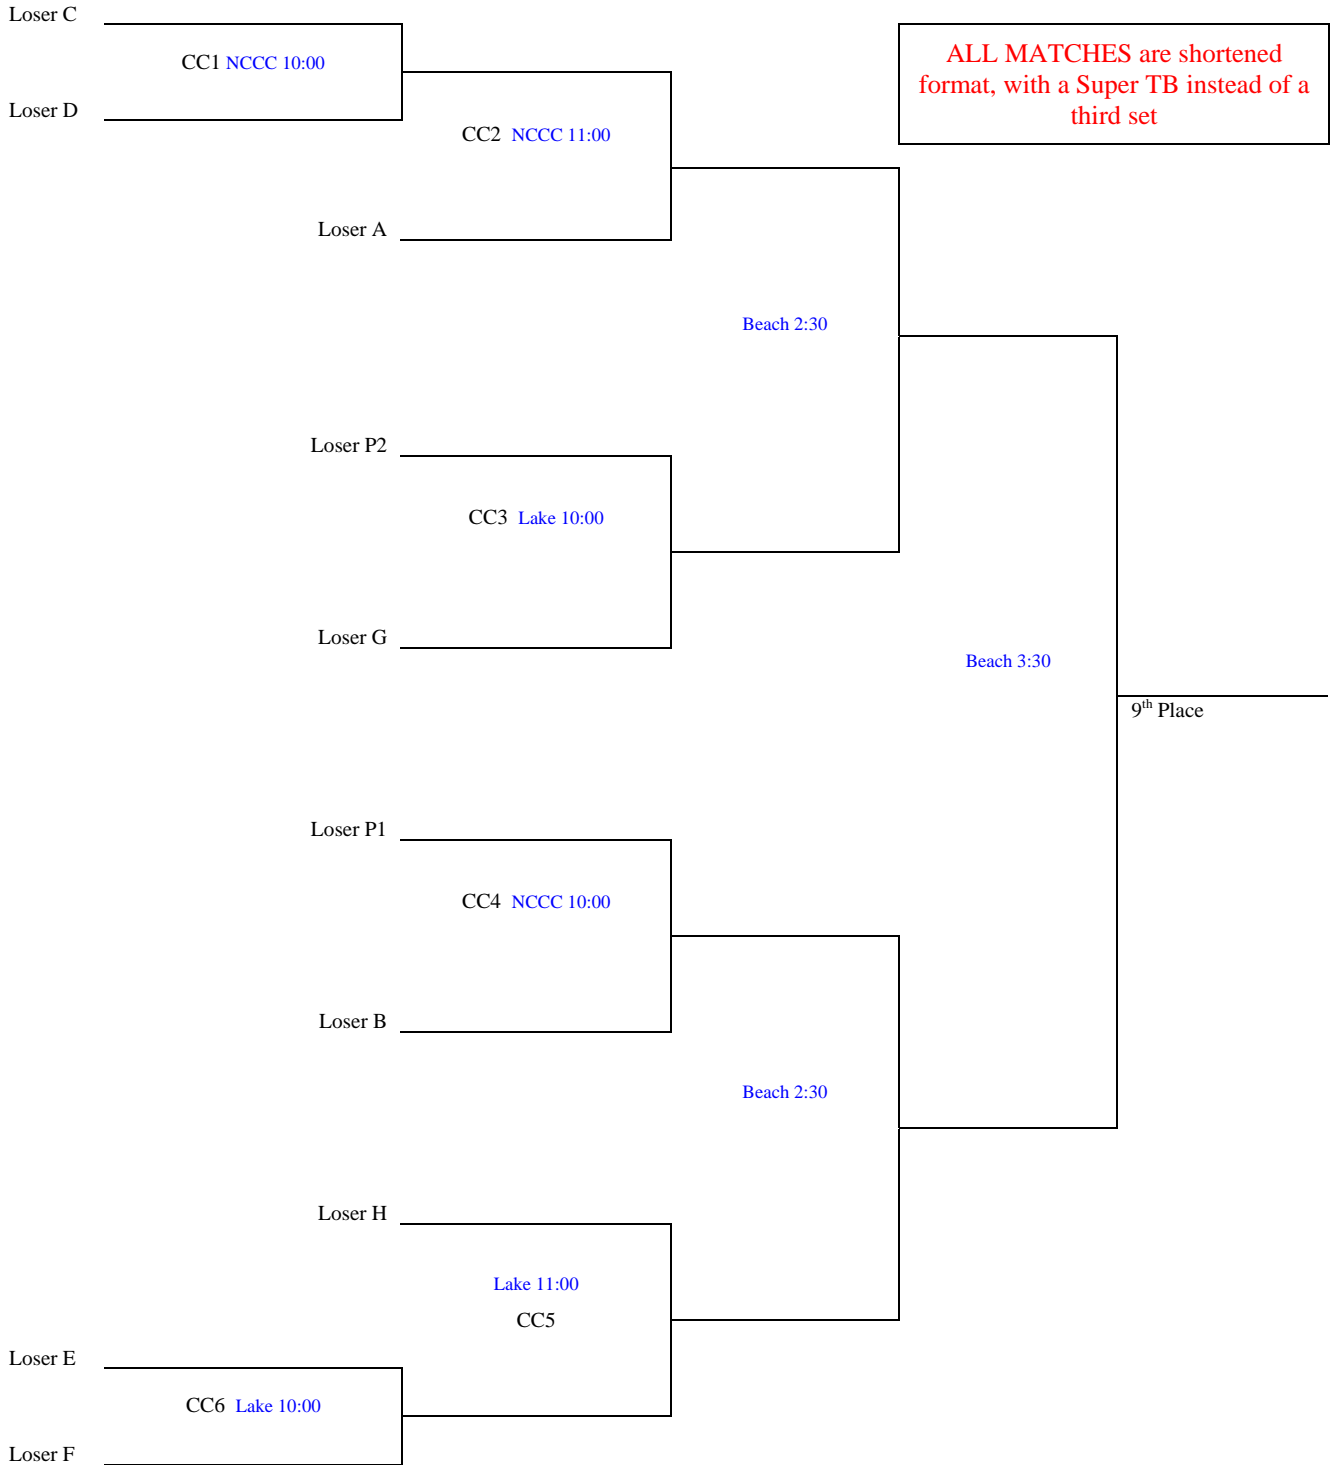 Loser C
ALL MATCHES are shortened
format, with a Super TB instead of a
third set
CC1 NCCC 10:00
Loser D
CC2 NCCC 11:00
Loser A
Beach 2:30
Loser P2
CC3 Lake 10:00
Loser G
Beach 3:30
9th Place
Loser P1
CC4 NCCC 10:00
Loser B
Beach 2:30
Loser H
Lake 11:00
CC5
Loser E
CC6 Lake 10:00
Loser F